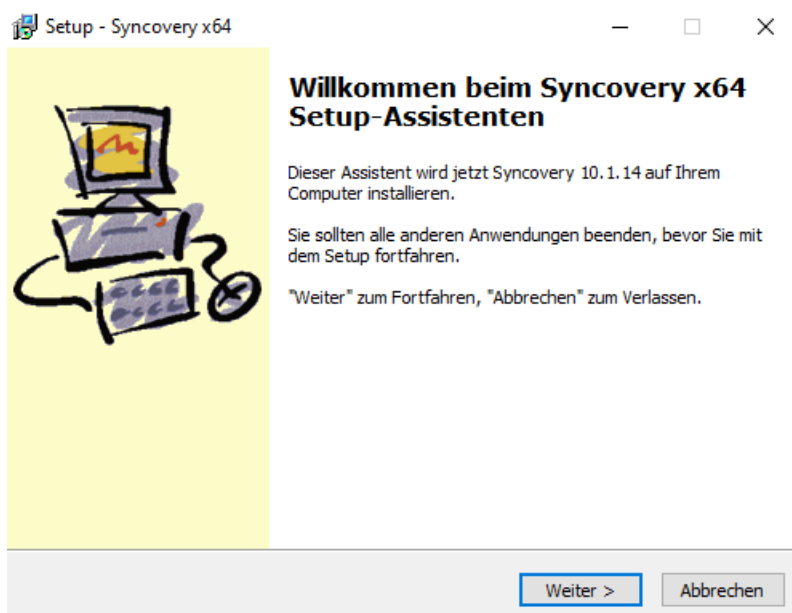 Setup - Syncovery x64
Willkommen beim Syncovery x64
Setup-Assistenten
Dieser Assistent wird jetzt Syncovery 10.1.14 auf Ihrem
Computer installieren.
Sie sollten alle anderen Anwendungen beenden, bevor Sie mit
dem Setup fortfahren.
"Weiter" zum Fortfahren, "Abbrechen" zum Verlassen.
Weiter >
Abbrechen